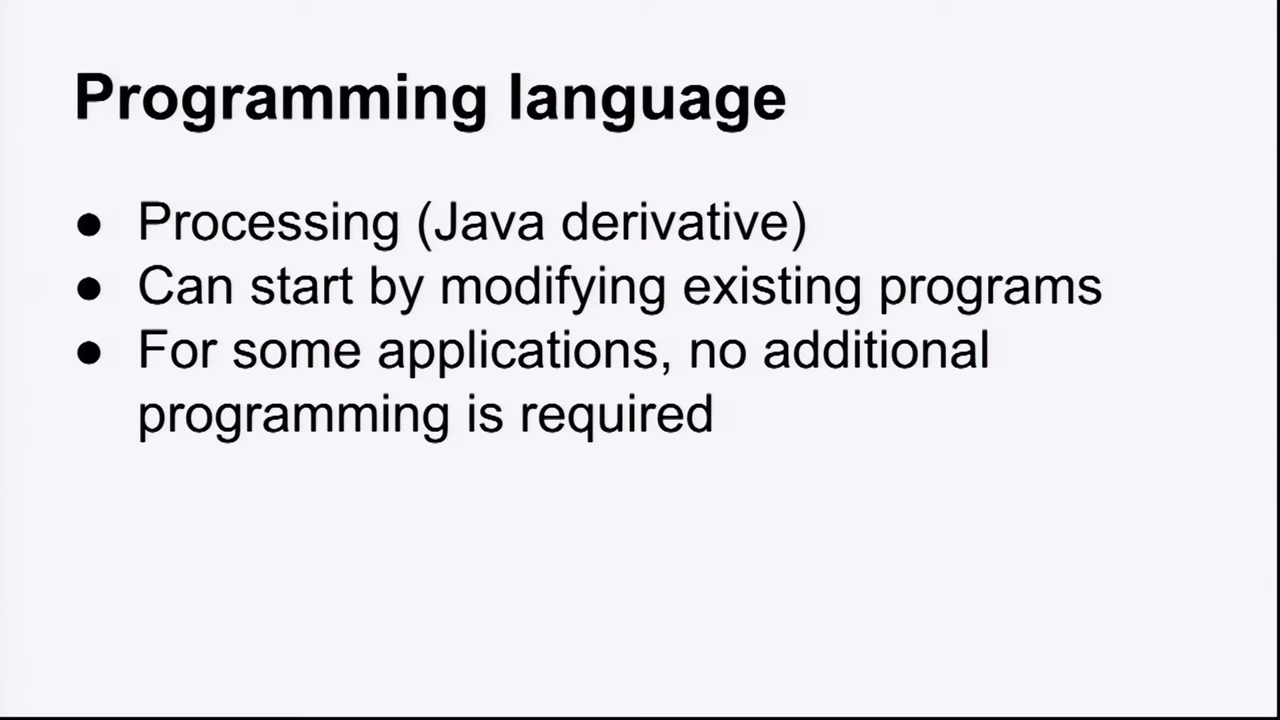 Programming language
● Processing (Java derivative)
● Can start by modifying existing programs
● For some applications, no additional
programming is required